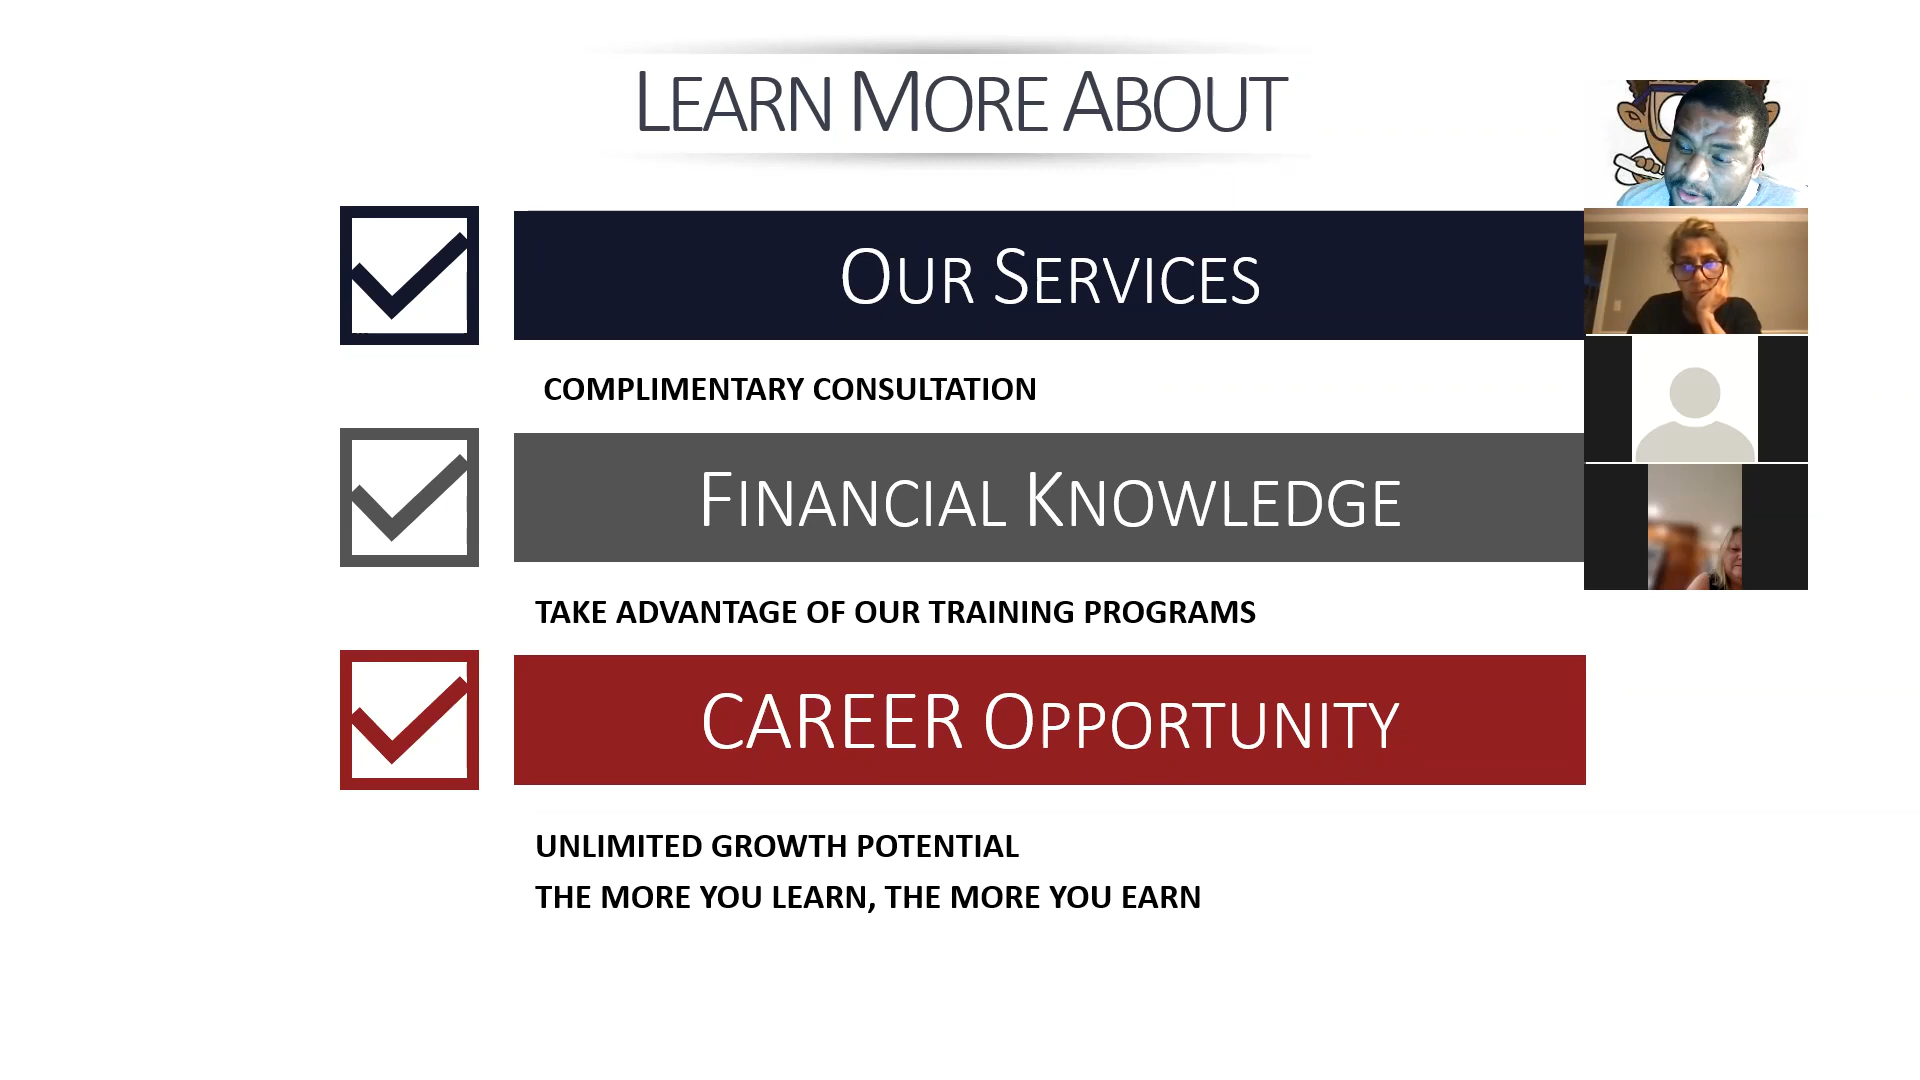 LEARN MORE ABOUT
OUR SERVICES
COMPLIMENTARY CONSULTATION
FINANCIAL KNOWLEDGE
TAKE ADVANTAGE OF OUR TRAINING PROGRAMS
CAREER OPPORTUNITY
UNLIMITED GROWTH POTENTIAL
THE MORE YOU LEARN, THE MORE YOU EARN